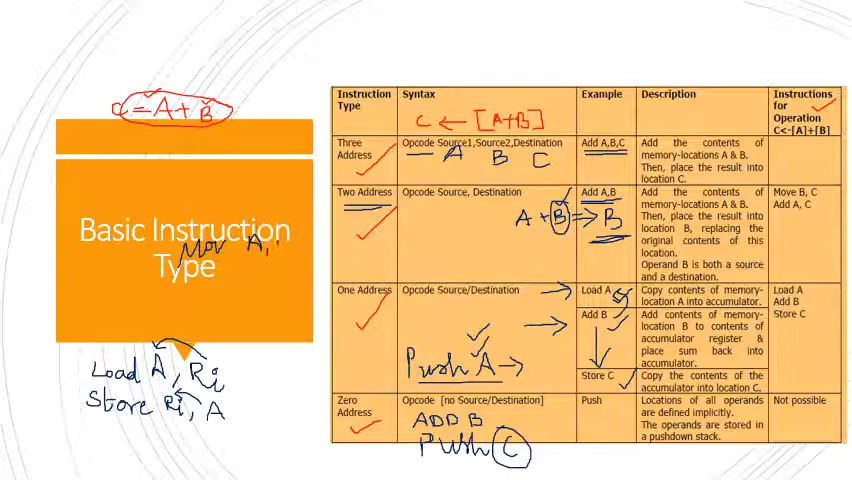 C = A + B
Basic Instruction
Type
Mov A,
Load A, Ri
Store Ri, A
Instruction Type
Syntax
Example
Description
Instructions for Operation C<-[A]+[B]
C ← [A+B]
Three Address
Opcode Source1,Source2,Destination
A B C
Add A,B,C
Add the contents of memory-locations A & B. Then, place the result into location C.
Two Address
Opcode Source, Destination
A + B ⇒ B
Add A,B
Add the contents of memory-locations A & B. Then, place the result into location B, replacing the original contents of this location.
Operand B is both a source and a destination.
Move B, C
Add A, C
One Address
Opcode Source/Destination
Load A
Copy contents of memory-location A into accumulator.
Load A
Add B
Store C
Add B
Add contents of memory-location B to contents of accumulator register & place sum back into accumulator.
Push A
Store C
Copy the contents of the accumulator into location C.
Zero Address
Opcode [no Source/Destination]
ADD B
Push C
Push
Locations of all operands are defined implicitly.
The operands are stored in a pushdown stack.
Not possible